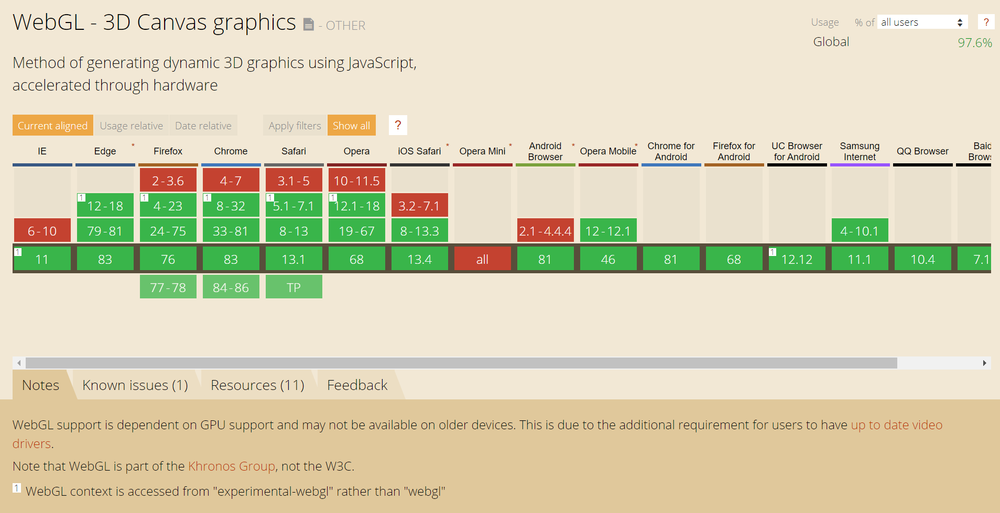 WebGL - 3D Canvas graphics - OTHER
Usage % of all users ?
Global 97.6%
Method of generating dynamic 3D graphics using JavaScript,
accelerated through hardware
Current aligned Usage relative Date relative Apply filters Show all ?
IE Edge * Firefox Chrome Safari Opera iOS Safari * Opera Mini * Android Browser * Opera Mobile * Chrome for Android Firefox for Android UC Browser for Android Samsung Internet QQ Browser Baid Brows
2-3.6 4-7 3.1-5 10-11.5
1 12-18 1 4-23 1 8-32 1 5.1-7.1 1 12.1-18 3.2-7.1
6-10 79-81 24-75 33-81 8-13 19-67 8-13.3 2.1-4.4.4 12-12.1 4-10.1
1 11 83 76 83 13.1 68 13.4 all 81 46 81 68 1 12.12 11.1 10.4 7.1
77-78 84-86 TP
Notes Known issues (1) Resources (11) Feedback
WebGL support is dependent on GPU support and may not be available on older devices. This is due to the additional requirement for users to have up to date video
drivers.
Note that WebGL is part of the Khronos Group, not the W3C.
1 WebGL context is accessed from "experimental-webgl" rather than "webgl"